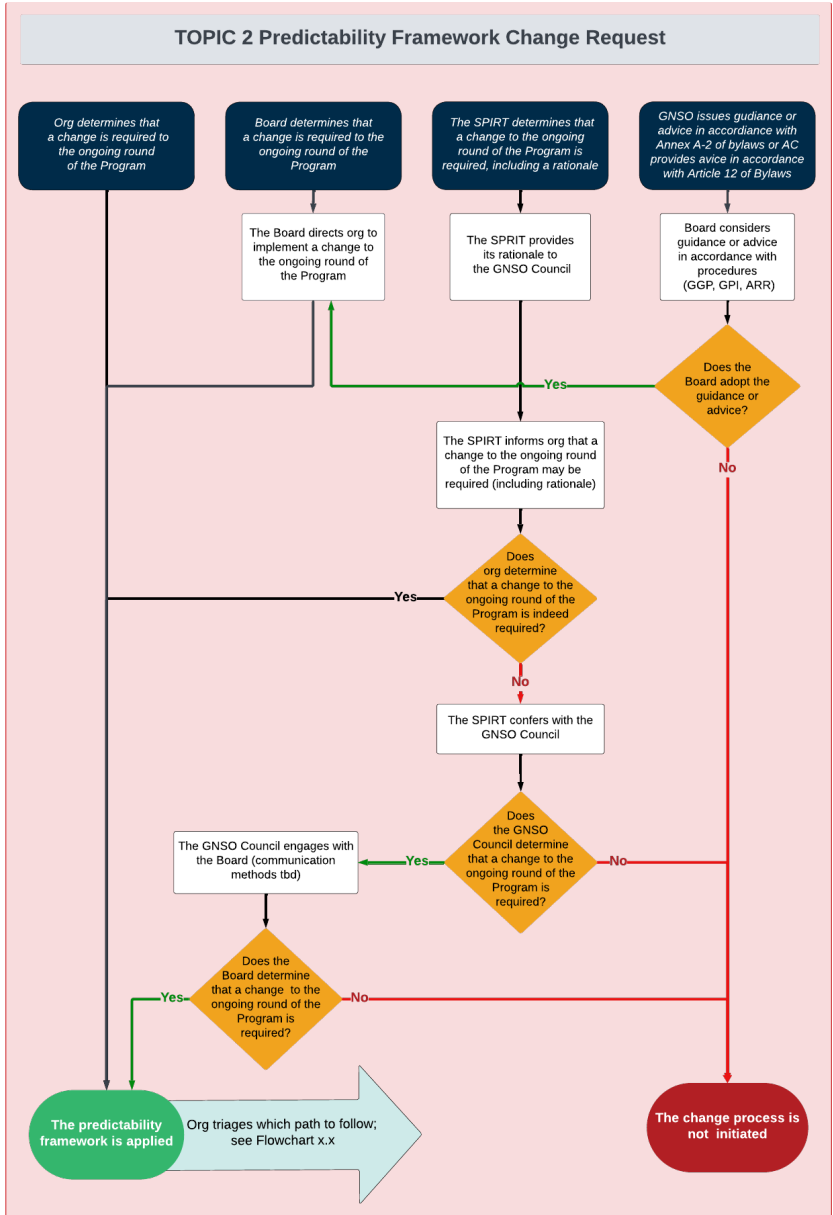 TOPIC 2 Predictability Framework Change Request
Org determines that
a change is required to
the ongoing round
of the Program
Board determines that
a change is required to the
ongoing round of the
Program
The SPIRT determines that
a change to the ongoing
round of the Program is
required, including a rationale
GNSO issues gudiance or
advice in accordiance with
Annex A-2 of bylaws or AC
provides avice in accordance
with Article 12 of Bylaws
The Board directs org to
implement a change to
the ongoing round of
the Program
The SPRIT provides
its rationale to
the GNSO Council
Board considers
guidance or advice
in accordance with
procedures
(GGP, GPI, ARR)
Does the
Board adopt the
guidance or
advice?
Yes
No
The SPIRT informs org that a
change to the ongoing round
of the Program may be
required (including rationale)
Does
org determine
that a change to the
ongoing round of the
Program is indeed
required?
Yes
No
The SPIRT confers with the
GNSO Council
Does
the GNSO
Council determine
that a change to the
ongoing round of the
Program is
required?
Yes
No
The GNSO Council engages with
the Board (communication
methods tbd)
Does the
Board determine
that a change to the
ongoing round of the
Program is
required?
Yes
No
The predictability
framework is applied
Org triages which path to follow;
see Flowchart x.x
The change process is
not initiated